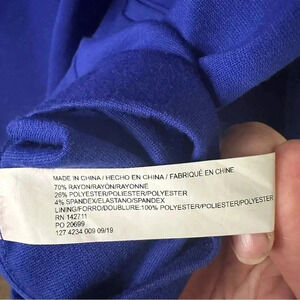 MADE IN CHINA / HECHO EN CHINA / FABRIQUÉ EN CHINE
70% RAYON/RAYÓN/RAYONNE
26% POLYESTER/POLIESTER/POLYESTER
4% SPANDEX/ELASTANO/SPANDEX
LINING/FORRO/DOUBLURE:100% POLYESTER/POLIESTER/POLYESTER
RN 142711
PO 20699
127 4234 009 09/19